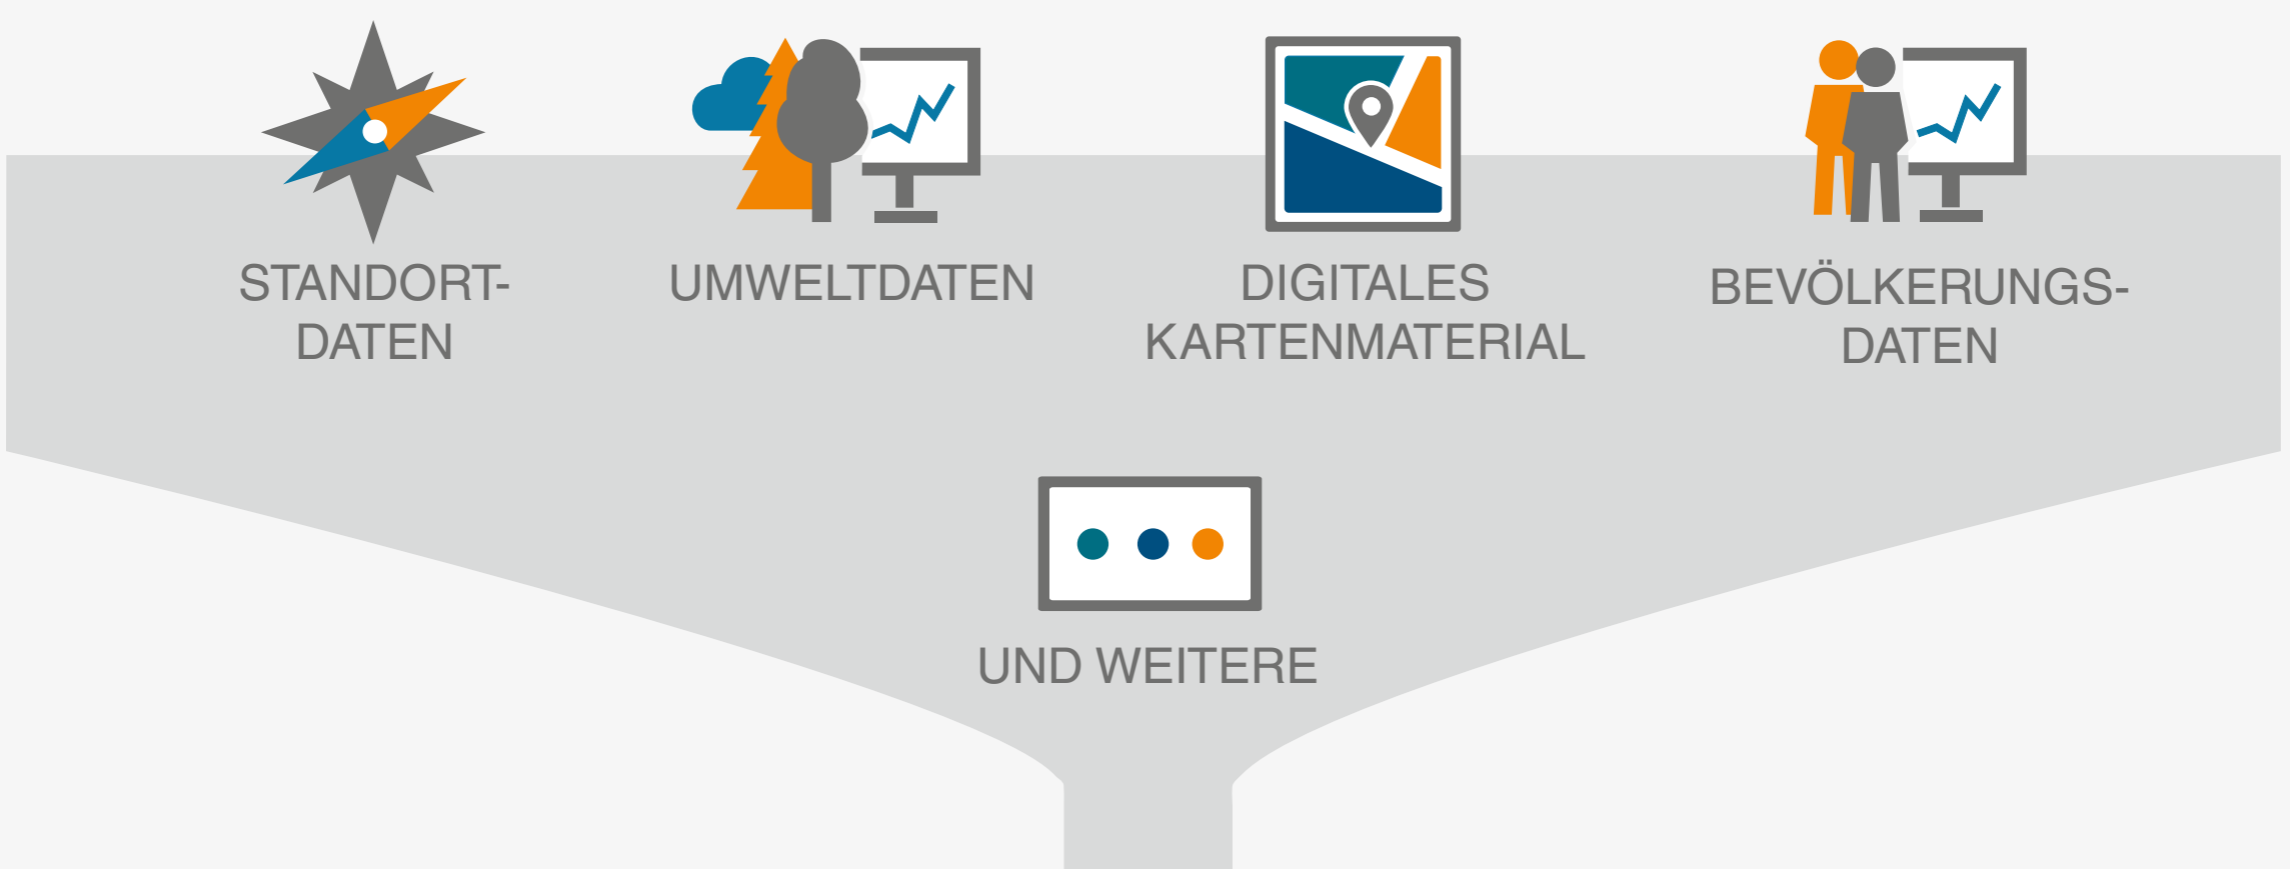 STANDORT-
DATEN
UMWELTDATEN
DIGITALES
KARTENMATERIAL
BEVÖLKERUNGS-
DATEN
UND WEITERE